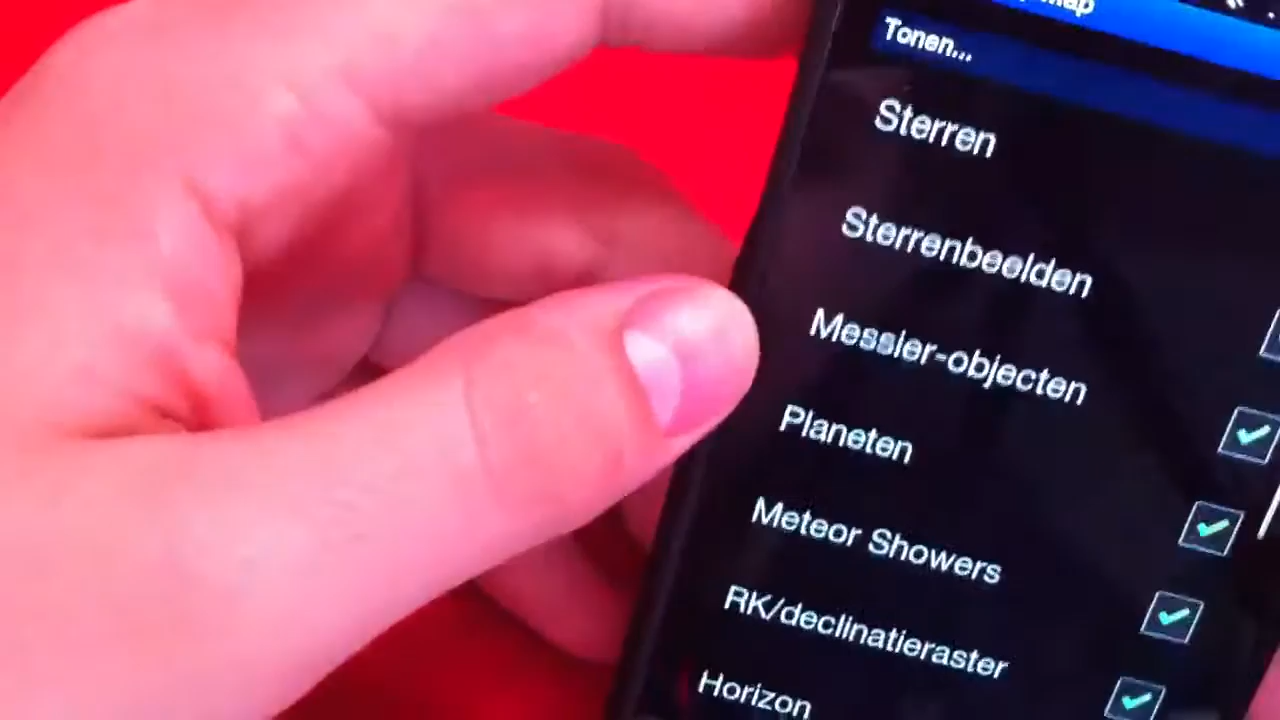 Tonen...
Sterren
Sterrenbeelden
Messier-objecten
Planeten
Meteor Showers
RK/declinatieraster
Horizon